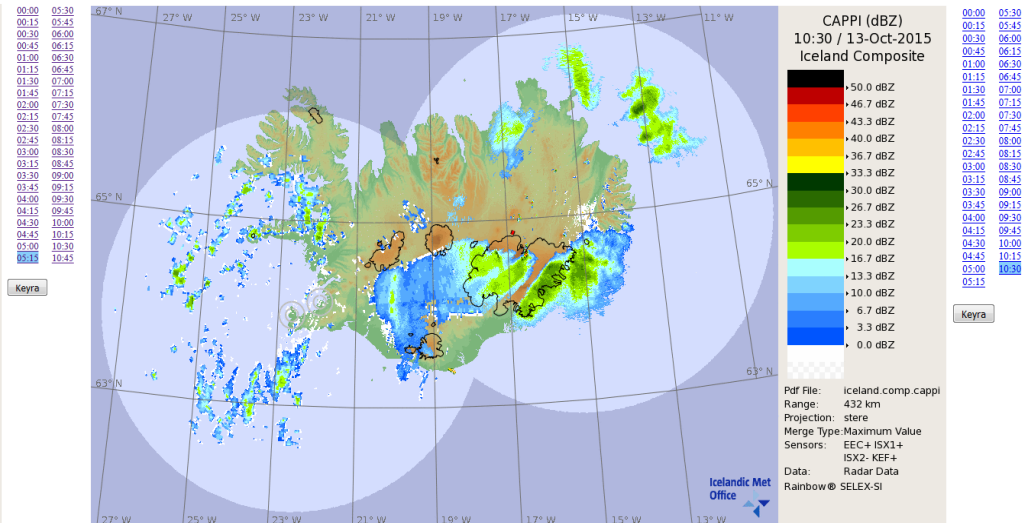 00:00 05:30
00:15 05:45
00:30 06:00
00:45 06:15
01:00 06:30
01:15 06:45
01:30 07:00
01:45 07:15
02:00 07:30
02:15 07:45
02:30 08:00
02:45 08:15
03:00 08:30
03:15 08:45
03:30 09:00
03:45 09:15
04:00 09:30
04:15 09:45
04:30 10:00
04:45 10:15
05:00 10:30
05:15 10:45
Keyra
67° N 27° W 25° W 23° W 21° W 19° W 17° W 15° W 13° W 11° W
65° N 65° N
63° N 63° N
27° W 25° W 23° W 21° W 19° W 17° W 15° W 13° W
Icelandic Met
Office
CAPPI (dBZ)
10:30 / 13-Oct-2015
Iceland Composite
50.0 dBZ
46.7 dBZ
43.3 dBZ
40.0 dBZ
36.7 dBZ
33.3 dBZ
30.0 dBZ
26.7 dBZ
23.3 dBZ
20.0 dBZ
16.7 dBZ
13.3 dBZ
10.0 dBZ
6.7 dBZ
3.3 dBZ
0.0 dBZ
Pdf File: iceland.comp.cappi
Range: 432 km
Projection: stere
Merge Type: Maximum Value
Sensors: EEC+ ISX1+
ISX2- KEF+
Data: Radar Data
Rainbow® SELEX-SI
00:00 05:30
00:15 05:45
00:30 06:00
00:45 06:15
01:00 06:30
01:15 06:45
01:30 07:00
01:45 07:15
02:00 07:30
02:15 07:45
02:30 08:00
02:45 08:15
03:00 08:30
03:15 08:45
03:30 09:00
03:45 09:15
04:00 09:30
04:15 09:45
04:30 10:00
04:45 10:15
05:00 10:30
05:15
Keyra